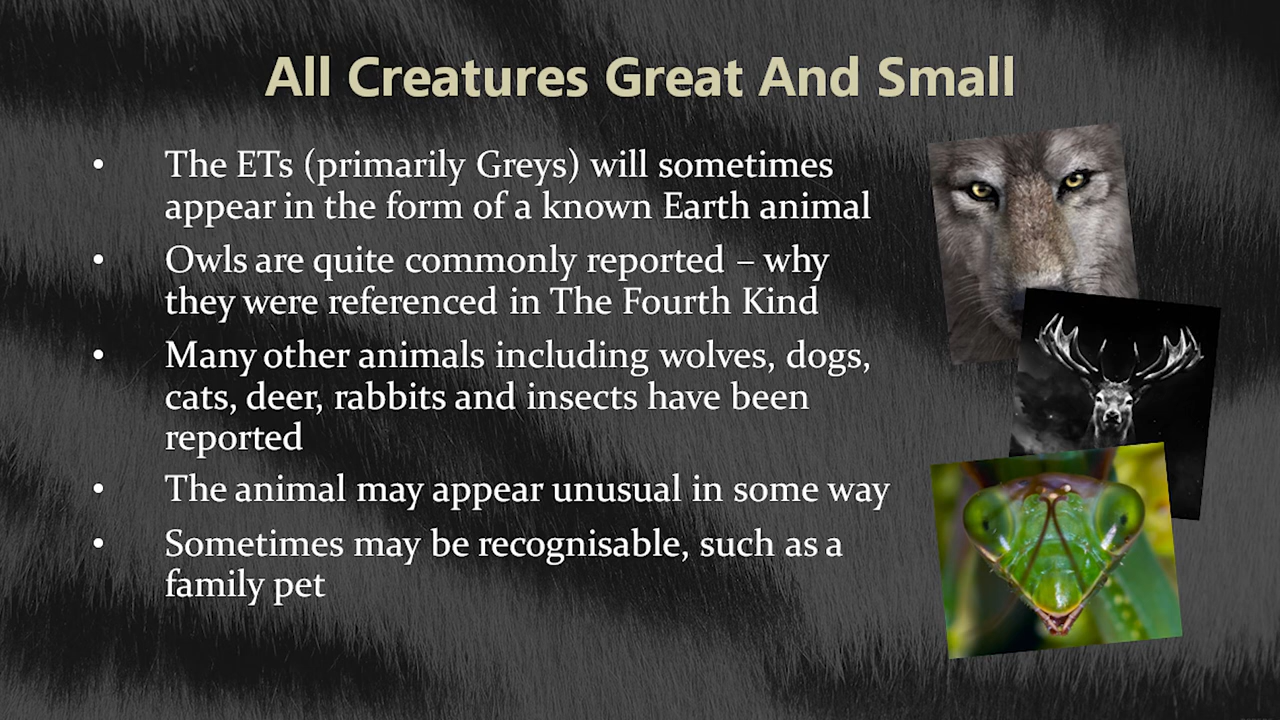 All Creatures Great And Small
• The ETs (primarily Greys) will sometimes
appear in the form of a known Earth animal
• Owls are quite commonly reported – why
they were referenced in The Fourth Kind
• Many other animals including wolves, dogs,
cats, deer, rabbits and insects have been
reported
• The animal may appear unusual in some way
• Sometimes may be recognisable, such as a
family pet